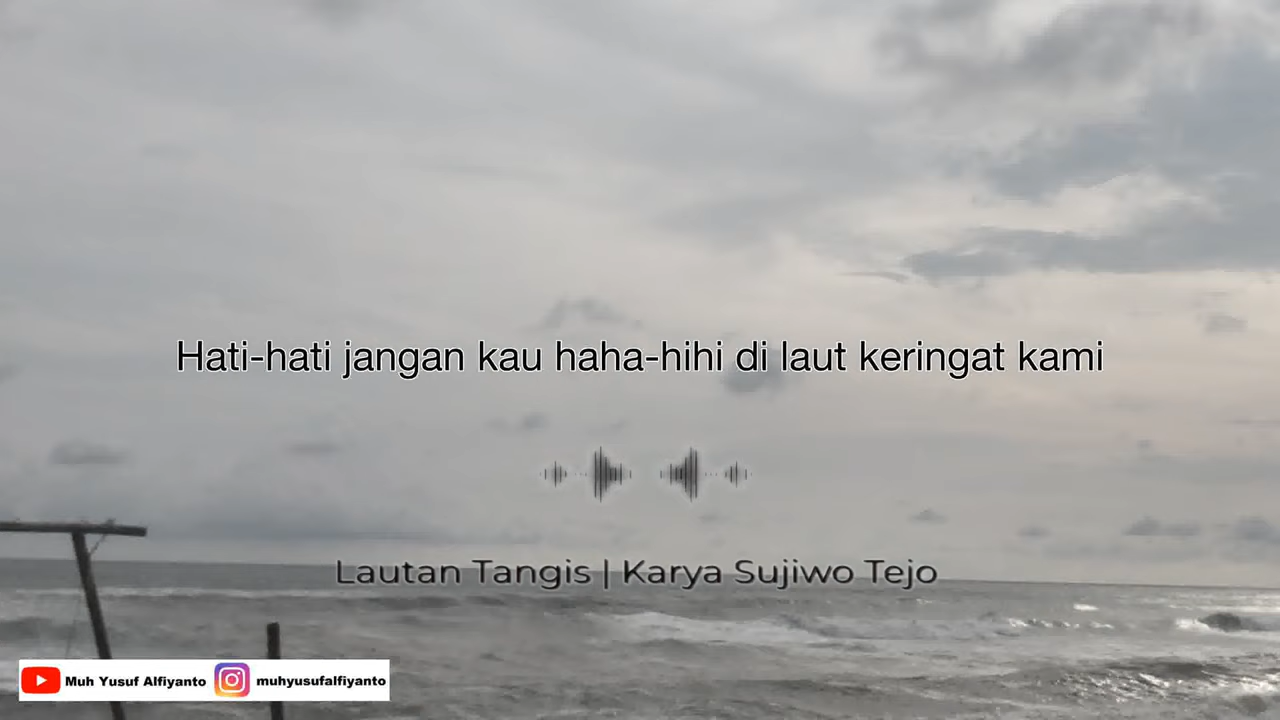 Hati-hati jangan kau haha-hihi di laut keringat kami
Lautan Tangis | Karya Sujiwo Tejo
Muh Yusuf Alfiyanto muhyusufalfiyanto